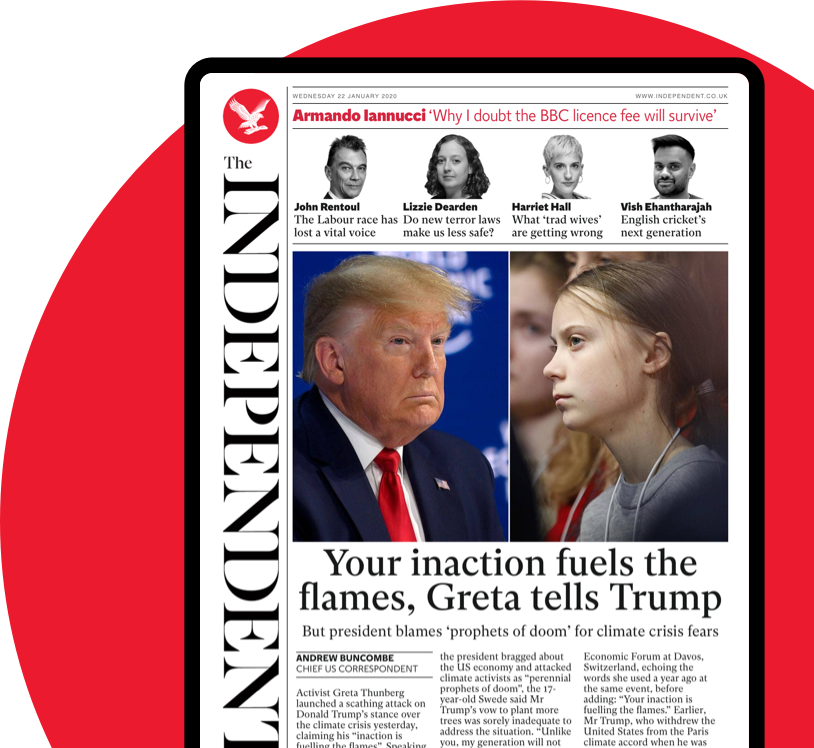 WEDNESDAY 22 JANUARY 2020
WWW.INDEPENDENT.CO.UK
The
INDEPENDENT
Armando Iannucci ‘Why I doubt the BBC licence fee will survive’
John Rentoul
The Labour race has
lost a vital voice
Lizzie Dearden
Do new terror laws
make us less safe?
Harriet Hall
What ‘trad wives’
are getting wrong
Vish Ehantharajah
English cricket’s
next generation
Your inaction fuels the
flames, Greta tells Trump
But president blames ‘prophets of doom’ for climate crisis fears
ANDREW BUNCOMBE
CHIEF US CORRESPONDENT
Activist Greta Thunberg
launched a scathing attack on
Donald Trump’s stance over
the climate crisis yesterday,
claiming his “inaction is
fuelling the flames”. Speaking
the president bragged about
the US economy and attacked
climate activists as “perennial
prophets of doom”, the 17-
year-old Swede said Mr
Trump’s vow to plant more
trees was sorely inadequate to
address the situation. “Unlike
you, my generation will not
Economic Forum at Davos,
Switzerland, echoing the
words she used a year ago at
the same event, before
adding: “Your inaction is
fuelling the flames.” Earlier,
Mr Trump, who withdrew the
United States from the Paris
climate accord when he was